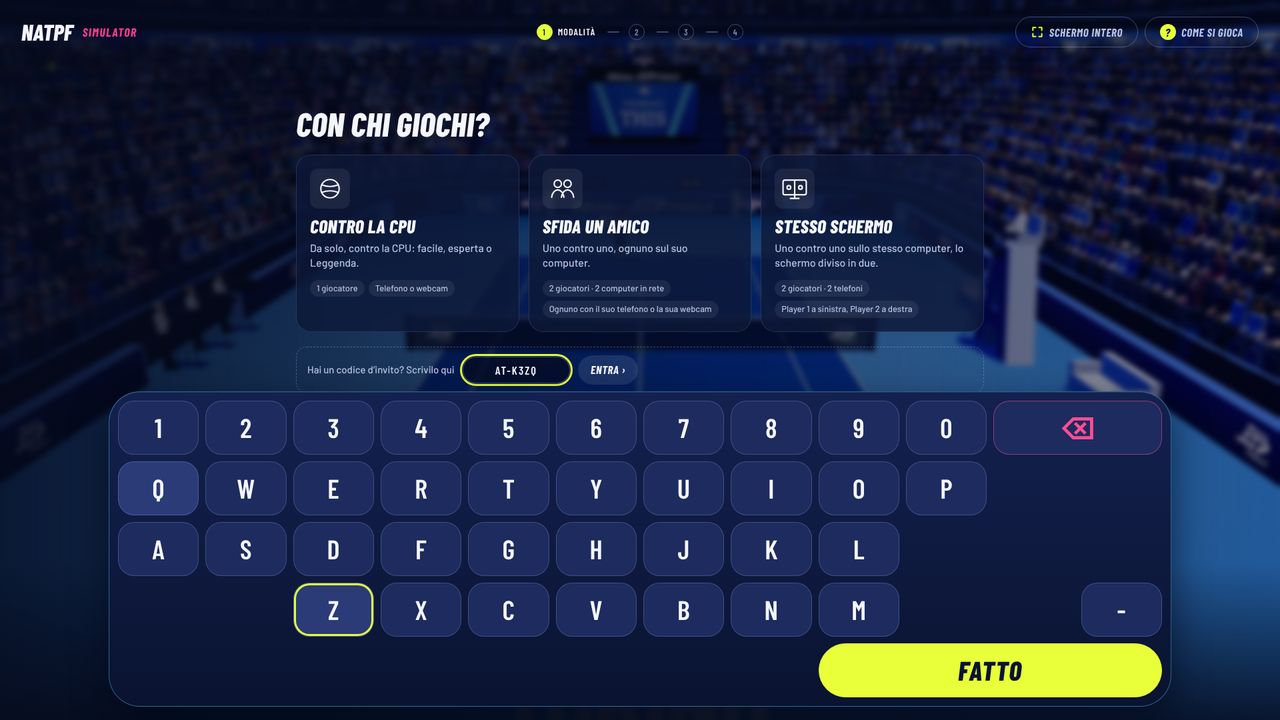 NATPF SIMULATOR
1 MODALITÀ 2 3 4
SCHERMO INTERO
? COME SI GIOCA
CON CHI GIOCHI?
CONTRO LA CPU
Da solo, contro la CPU: facile, esperta o
Leggenda.
1 giocatore
Telefono o webcam
SFIDA UN AMICO
Uno contro uno, ognuno sul suo
computer.
2 giocatori · 2 computer in rete
Ognuno con il suo telefono o la sua webcam
STESSO SCHERMO
Uno contro uno sullo stesso computer, lo
schermo diviso in due.
2 giocatori · 2 telefoni
Player 1 a sinistra, Player 2 a destra
Hai un codice d’invito? Scrivilo qui AT-K3ZQ ENTRA ›
1 2 3 4 5 6 7 8 9 0
Q W E R T Y U I O P
A S D F G H J K L
Z X C V B N M -
FATTO